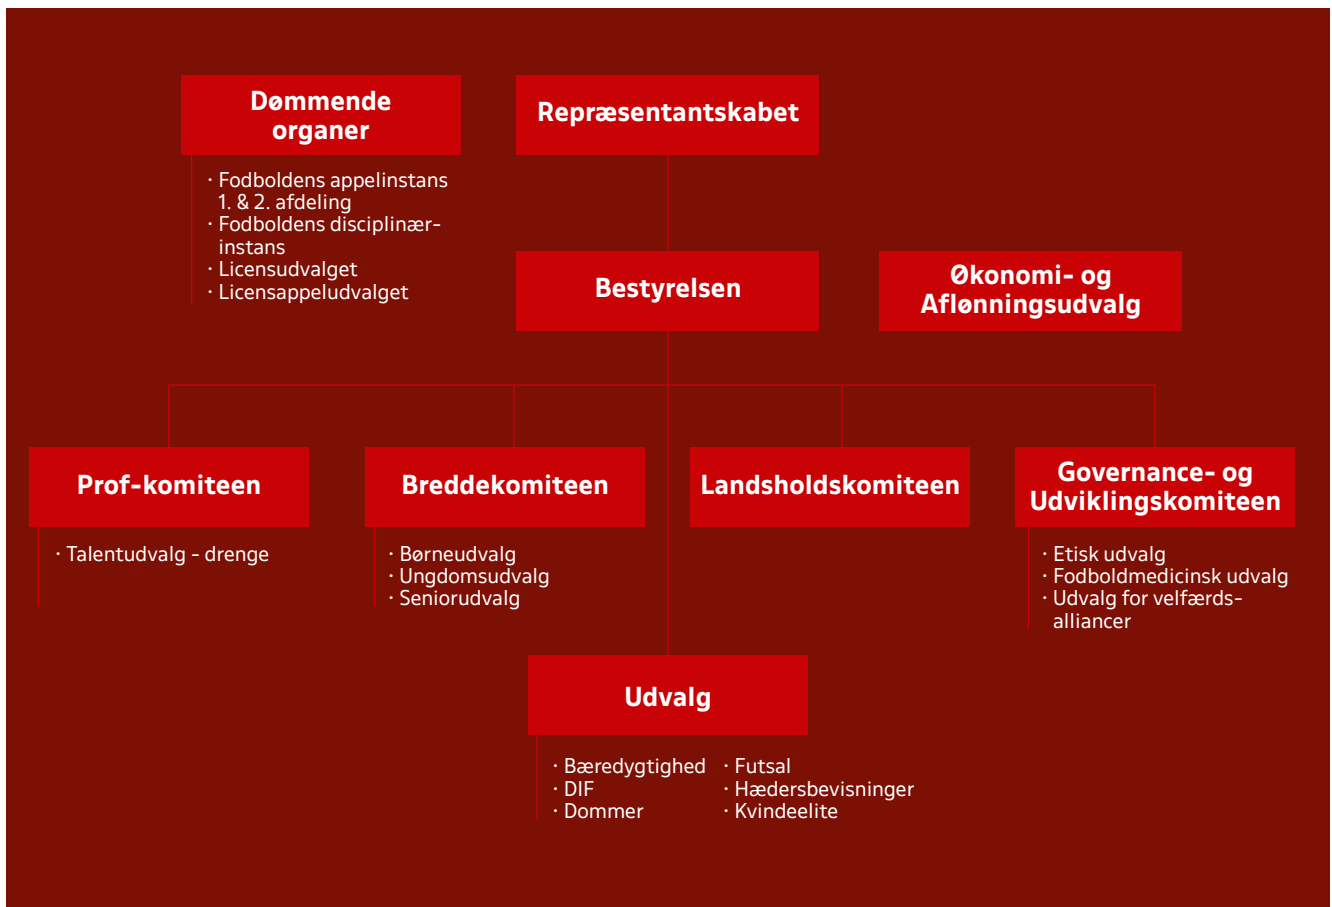 Dømmende
organer
· Fodboldens appelinstans
1. & 2. afdeling
· Fodboldens disciplinær-
instans
· Licensudvalget
· Licensappeludvalget
Repræsentantskabet
Bestyrelsen
Økonomi- og
Aflønningsudvalg
Prof-komiteen
· Talentudvalg - drenge
Breddekomiteen
· Børneudvalg
· Ungdomsudvalg
· Seniorudvalg
Landsholdskomiteen
Governance- og
Udviklingskomiteen
· Etisk udvalg
· Fodboldmedicinsk udvalg
· Udvalg for velfærds-
alliancer
Udvalg
· Bæredygtighed
· DIF
· Dommer
· Futsal
· Hædersbevisninger
· Kvindeelite